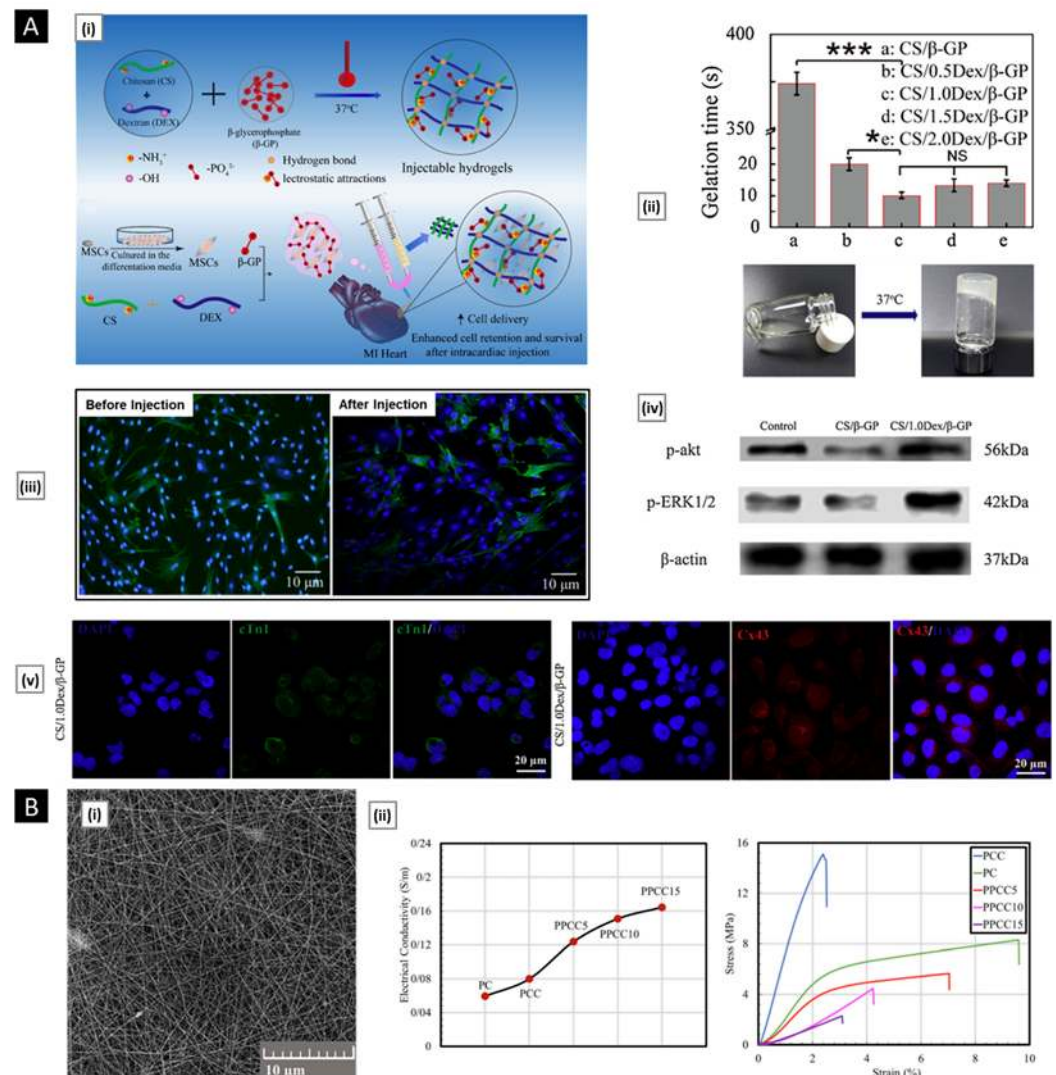 A
(i)
Chitosan (CS)
+
Dextran (DEX)
+
β-glycerophosphate
(β-GP)
37°C
Injectable hydrogels
-NH₃⁺
-OH
-PO₄²⁻
Hydrogen bond
lectrostatic attractions
MSCs
Cultured in the
differentation media
MSCs
β-GP
CS
+
DEX
MI Heart
↑ Cell delivery
Enhanced cell retention and survival
after intracardiac injection
(ii)
Gelation time (s)
400
350
20
10
0
***
*
NS
a: CS/β-GP
b: CS/0.5Dex/β-GP
c: CS/1.0Dex/β-GP
d: CS/1.5Dex/β-GP
e: CS/2.0Dex/β-GP
a b c d e
37°C
(iii)
Before Injection
After Injection
10 μm
10 μm
(iv)
Control CS/β-GP CS/1.0Dex/β-GP
p-akt 56kDa
p-ERK1/2 42kDa
β-actin 37kDa
(v)
CS/1.0Dex/β-GP
DAPI
cTn1
cTn1/DAPI
20 μm
CS/1.0Dex/β-GP
DAPI
Cx43
Cx43/DAPI
20 μm
B
(i)
10 μm
(ii)
Electrical Conductivity (S/m)
0/24
0/2
0/16
0/12
0/08
0/04
0
PC
PCC
PPCC5
PPCC10
PPCC15
Stress (MPa)
16
12
8
4
0
PCC
PC
PPCC5
PPCC10
PPCC15
0 2 4 6 8 10
Strain (%)